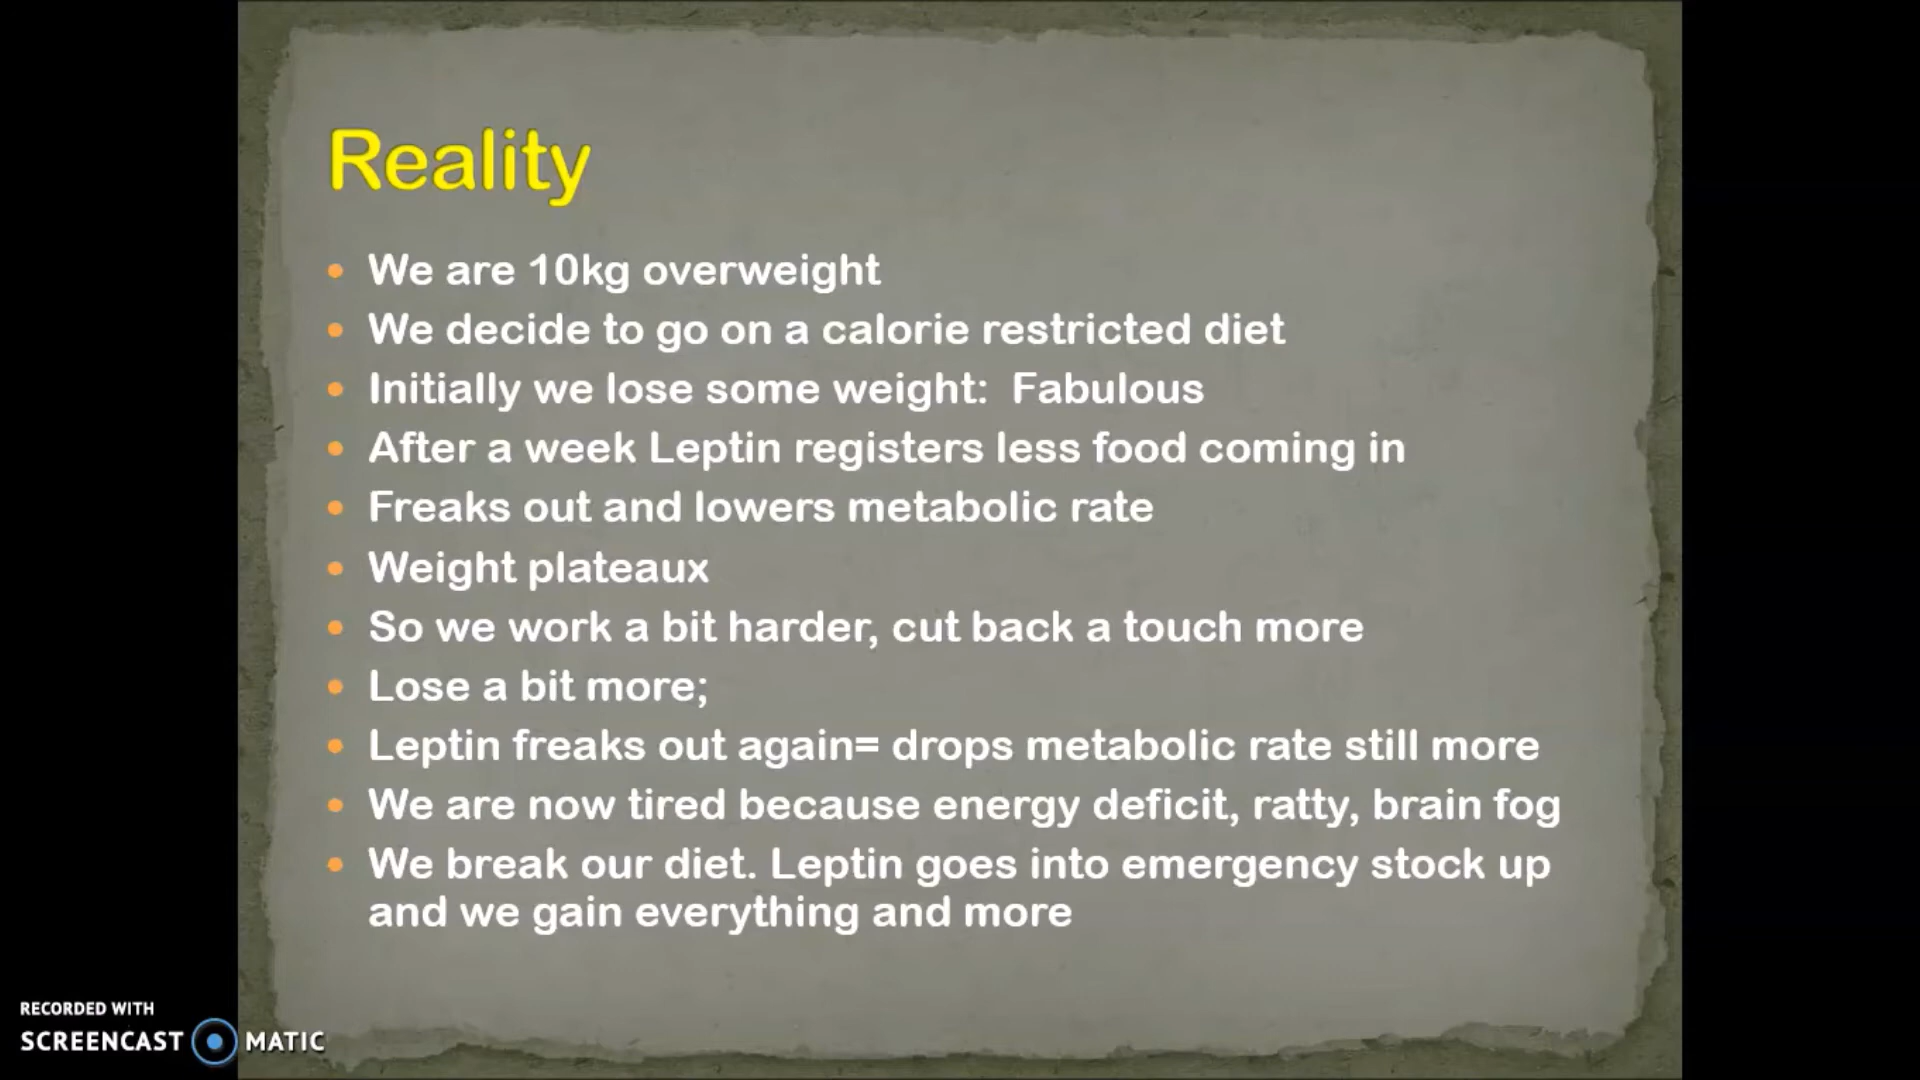 Reality
• We are 10kg overweight
• We decide to go on a calorie restricted diet
• Initially we lose some weight:  Fabulous
• After a week Leptin registers less food coming in
• Freaks out and lowers metabolic rate
• Weight plateaux
• So we work a bit harder, cut back a touch more
• Lose a bit more;
• Leptin freaks out again= drops metabolic rate still more
• We are now tired because energy deficit, ratty, brain fog
• We break our diet. Leptin goes into emergency stock up
and we gain everything and more
RECORDED WITH
SCREENCAST MATIC